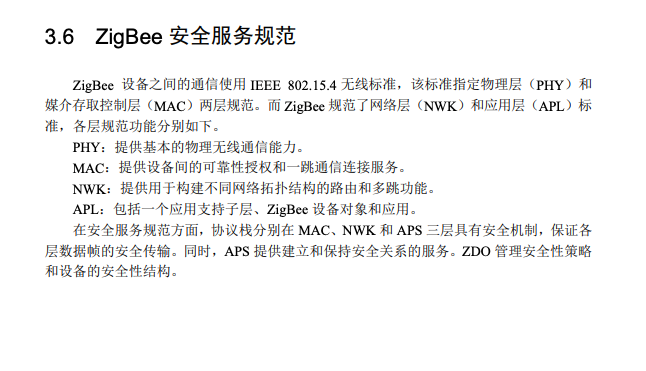 3.6 ZigBee 安全服务规范
ZigBee 设备之间的通信使用 IEEE 802.15.4 无线标准，该标准指定物理层（PHY）和
媒介存取控制层（MAC）两层规范。而 ZigBee 规范了网络层（NWK）和应用层（APL）标
准，各层规范功能分别如下。
PHY：提供基本的物理无线通信能力。
MAC：提供设备间的可靠性授权和一跳通信连接服务。
NWK：提供用于构建不同网络拓扑结构的路由和多跳功能。
APL：包括一个应用支持子层、ZigBee 设备对象和应用。
在安全服务规范方面，协议栈分别在 MAC、NWK 和 APS 三层具有安全机制，保证各
层数据帧的安全传输。同时，APS 提供建立和保持安全关系的服务。ZDO 管理安全性策略
和设备的安全性结构。